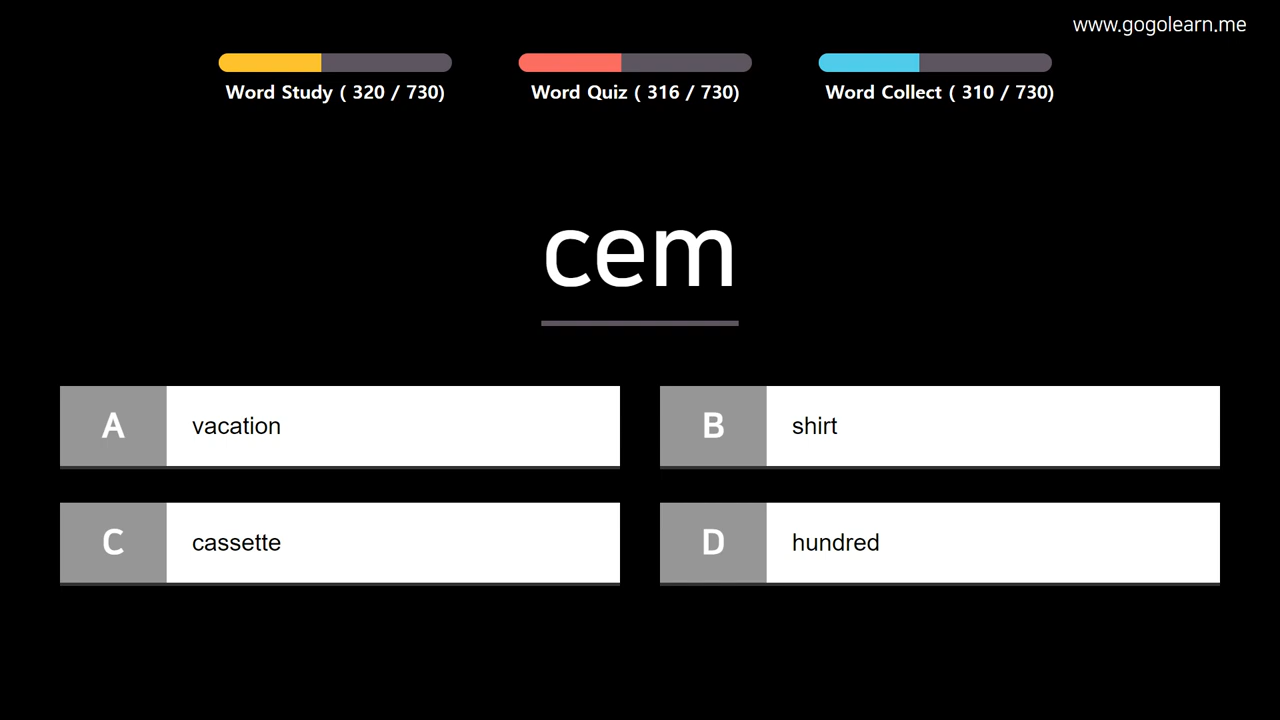 www.gogolearn.me
Word Study ( 320 / 730)
Word Quiz ( 316 / 730)
Word Collect ( 310 / 730)
cem
A vacation
B shirt
C cassette
D hundred